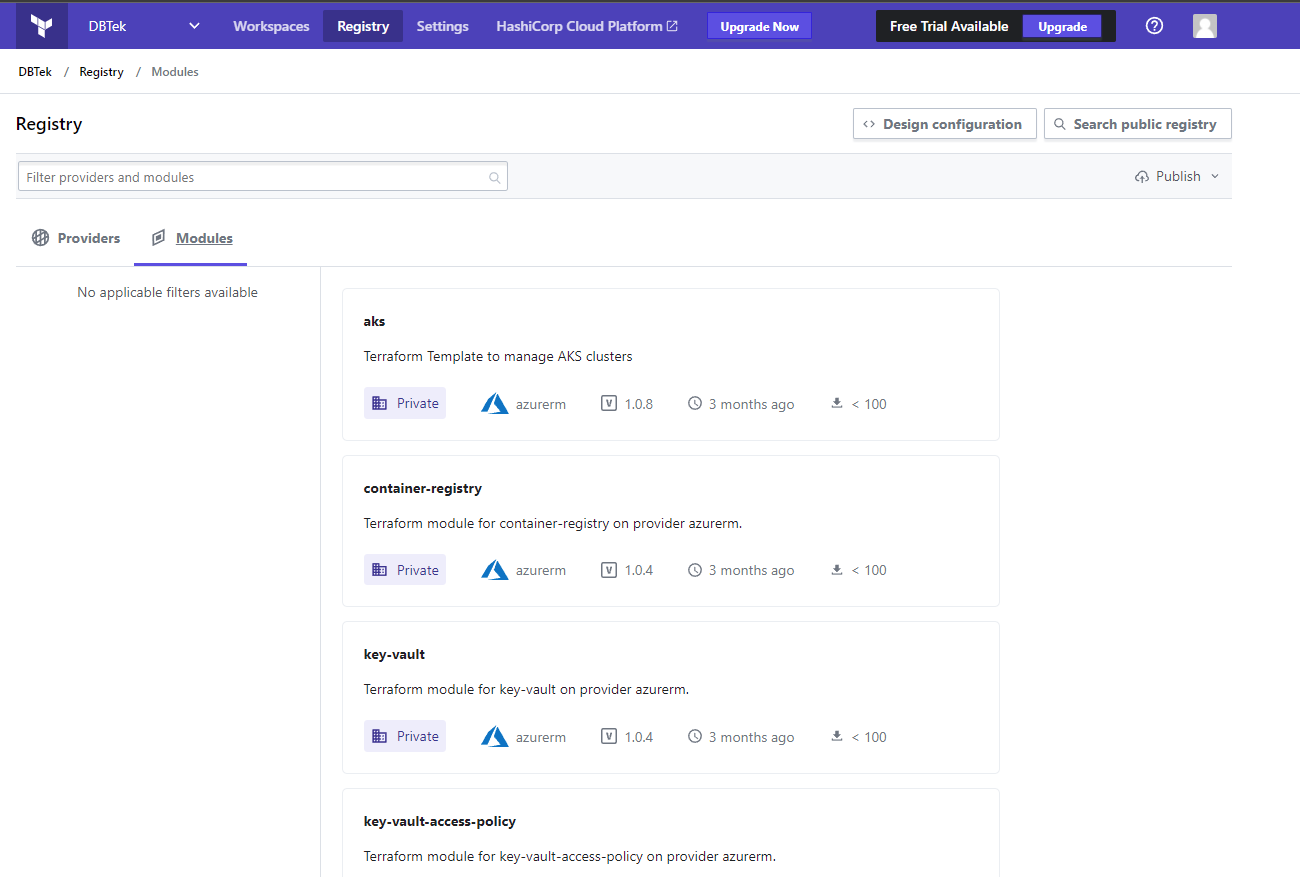 DBTek Workspaces Registry Settings HashiCorp Cloud Platform Upgrade Now Free Trial Available Upgrade
DBTek / Registry / Modules
Registry
Design configuration Search public registry
Filter providers and modules Publish
Providers Modules
No applicable filters available
aks
Terraform Template to manage AKS clusters
Private azurerm V 1.0.8 3 months ago < 100
container-registry
Terraform module for container-registry on provider azurerm.
Private azurerm V 1.0.4 3 months ago < 100
key-vault
Terraform module for key-vault on provider azurerm.
Private azurerm V 1.0.4 3 months ago < 100
key-vault-access-policy
Terraform module for key-vault-access-policy on provider azurerm.